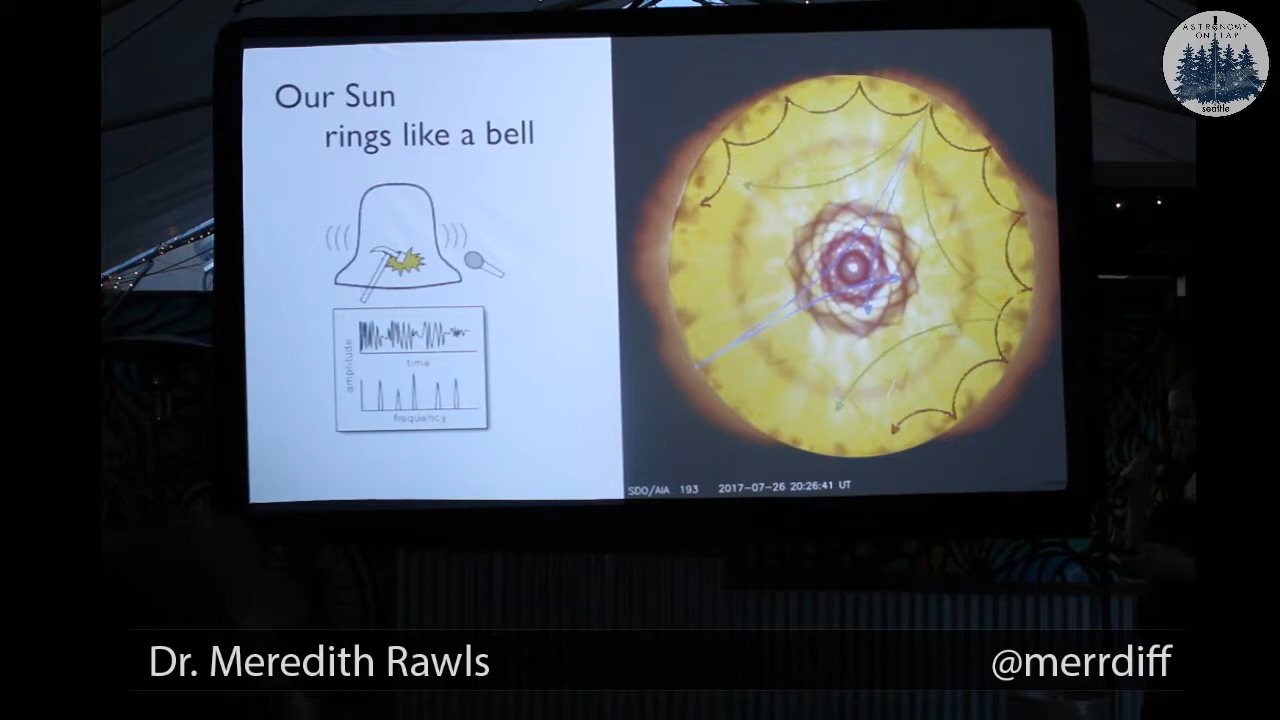 ASTRONOMY
ON TAP
seattle
Our Sun
rings like a bell
amplitude
time
frequency
SDO/AIA 193 2017-07-26 20:26:41 UT
Dr. Meredith Rawls
@merrdiff